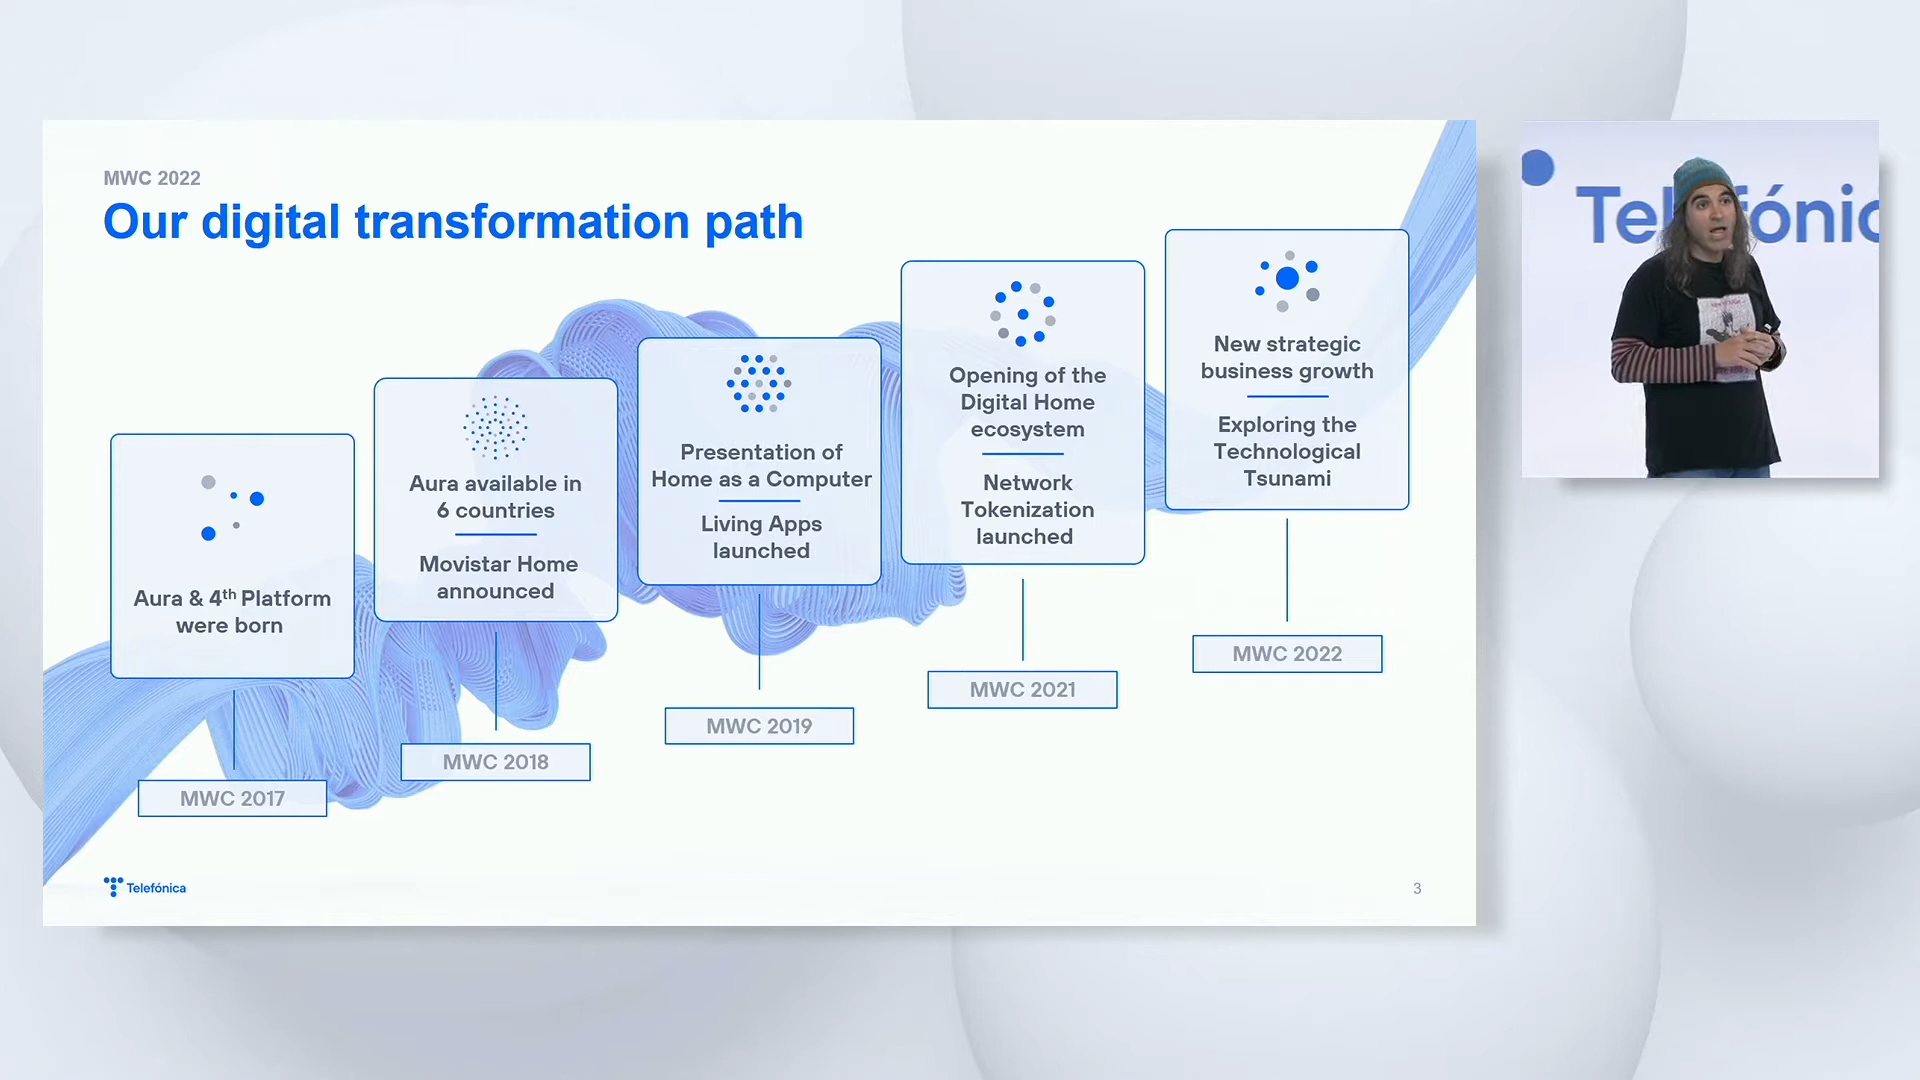 MWC 2022
Our digital transformation path
Aura & 4th Platform
were born
MWC 2017
Aura available in
6 countries
Movistar Home
announced
MWC 2018
Presentation of
Home as a Computer
Living Apps
launched
MWC 2019
Opening of the
Digital Home
ecosystem
Network
Tokenization
launched
MWC 2021
New strategic
business growth
Exploring the
Technological
Tsunami
MWC 2022
Telefónica
3